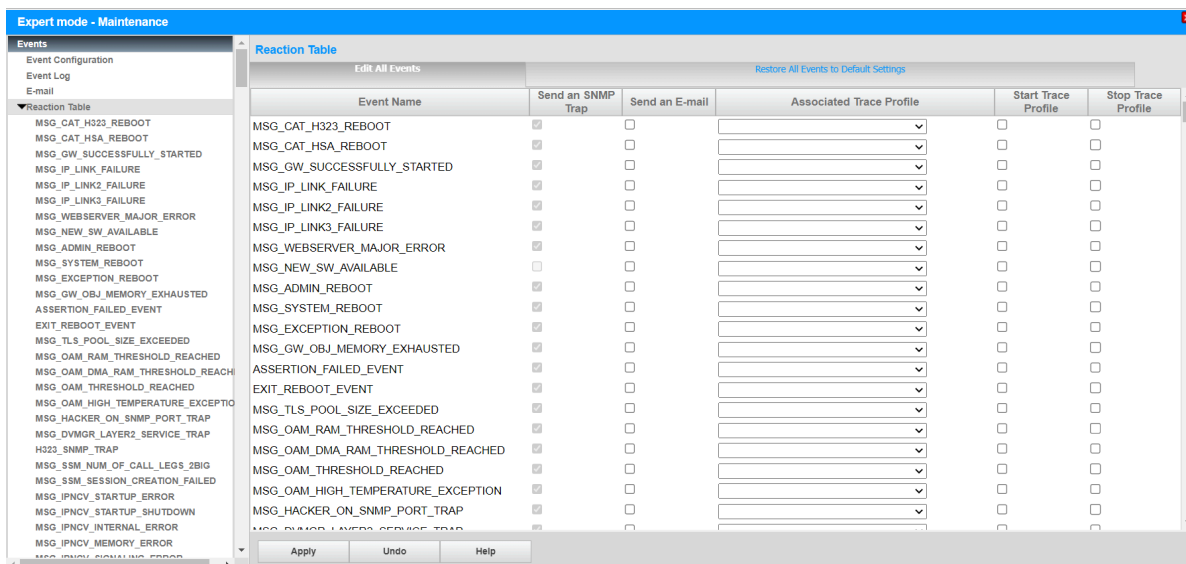 Expert mode - Maintenance
Events
Event Configuration
Event Log
E-mail
Reaction Table
MSG_CAT_H323_REBOOT
MSG_CAT_HSA_REBOOT
MSG_GW_SUCCESSFULLY_STARTED
MSG_IP_LINK_FAILURE
MSG_IP_LINK2_FAILURE
MSG_IP_LINK3_FAILURE
MSG_WEBSERVER_MAJOR_ERROR
MSG_NEW_SW_AVAILABLE
MSG_ADMIN_REBOOT
MSG_SYSTEM_REBOOT
MSG_EXCEPTION_REBOOT
MSG_GW_OBJ_MEMORY_EXHAUSTED
ASSERTION_FAILED_EVENT
EXIT_REBOOT_EVENT
MSG_TLS_POOL_SIZE_EXCEEDED
MSG_OAM_RAM_THRESHOLD_REACHED
MSG_OAM_DMA_RAM_THRESHOLD_REACH
MSG_OAM_THRESHOLD_REACHED
MSG_OAM_HIGH_TEMPERATURE_EXCEPTIO
MSG_HACKER_ON_SNMP_PORT_TRAP
MSG_DVMGR_LAYER2_SERVICE_TRAP
H323_SNMP_TRAP
MSG_SSM_NUM_OF_CALL_LEGS_2BIG
MSG_SSM_SESSION_CREATION_FAILED
MSG_IPNCV_STARTUP_ERROR
MSG_IPNCV_STARTUP_SHUTDOWN
MSG_IPNCV_INTERNAL_ERROR
MSG_IPNCV_MEMORY_ERROR
MSG_IPNCV_SIGNALING_ERROR
Reaction Table
Edit All Events
Restore All Events to Default Settings
Event Name
Send an SNMP
Trap
Send an E-mail
Associated Trace Profile
Start Trace
Profile
Stop Trace
Profile
MSG_CAT_H323_REBOOT
MSG_CAT_HSA_REBOOT
MSG_GW_SUCCESSFULLY_STARTED
MSG_IP_LINK_FAILURE
MSG_IP_LINK2_FAILURE
MSG_IP_LINK3_FAILURE
MSG_WEBSERVER_MAJOR_ERROR
MSG_NEW_SW_AVAILABLE
MSG_ADMIN_REBOOT
MSG_SYSTEM_REBOOT
MSG_EXCEPTION_REBOOT
MSG_GW_OBJ_MEMORY_EXHAUSTED
ASSERTION_FAILED_EVENT
EXIT_REBOOT_EVENT
MSG_TLS_POOL_SIZE_EXCEEDED
MSG_OAM_RAM_THRESHOLD_REACHED
MSG_OAM_DMA_RAM_THRESHOLD_REACHED
MSG_OAM_THRESHOLD_REACHED
MSG_OAM_HIGH_TEMPERATURE_EXCEPTION
MSG_HACKER_ON_SNMP_PORT_TRAP
MSG_DVMGR_LAYER2_SERVICE_TRAP
Apply
Undo
Help